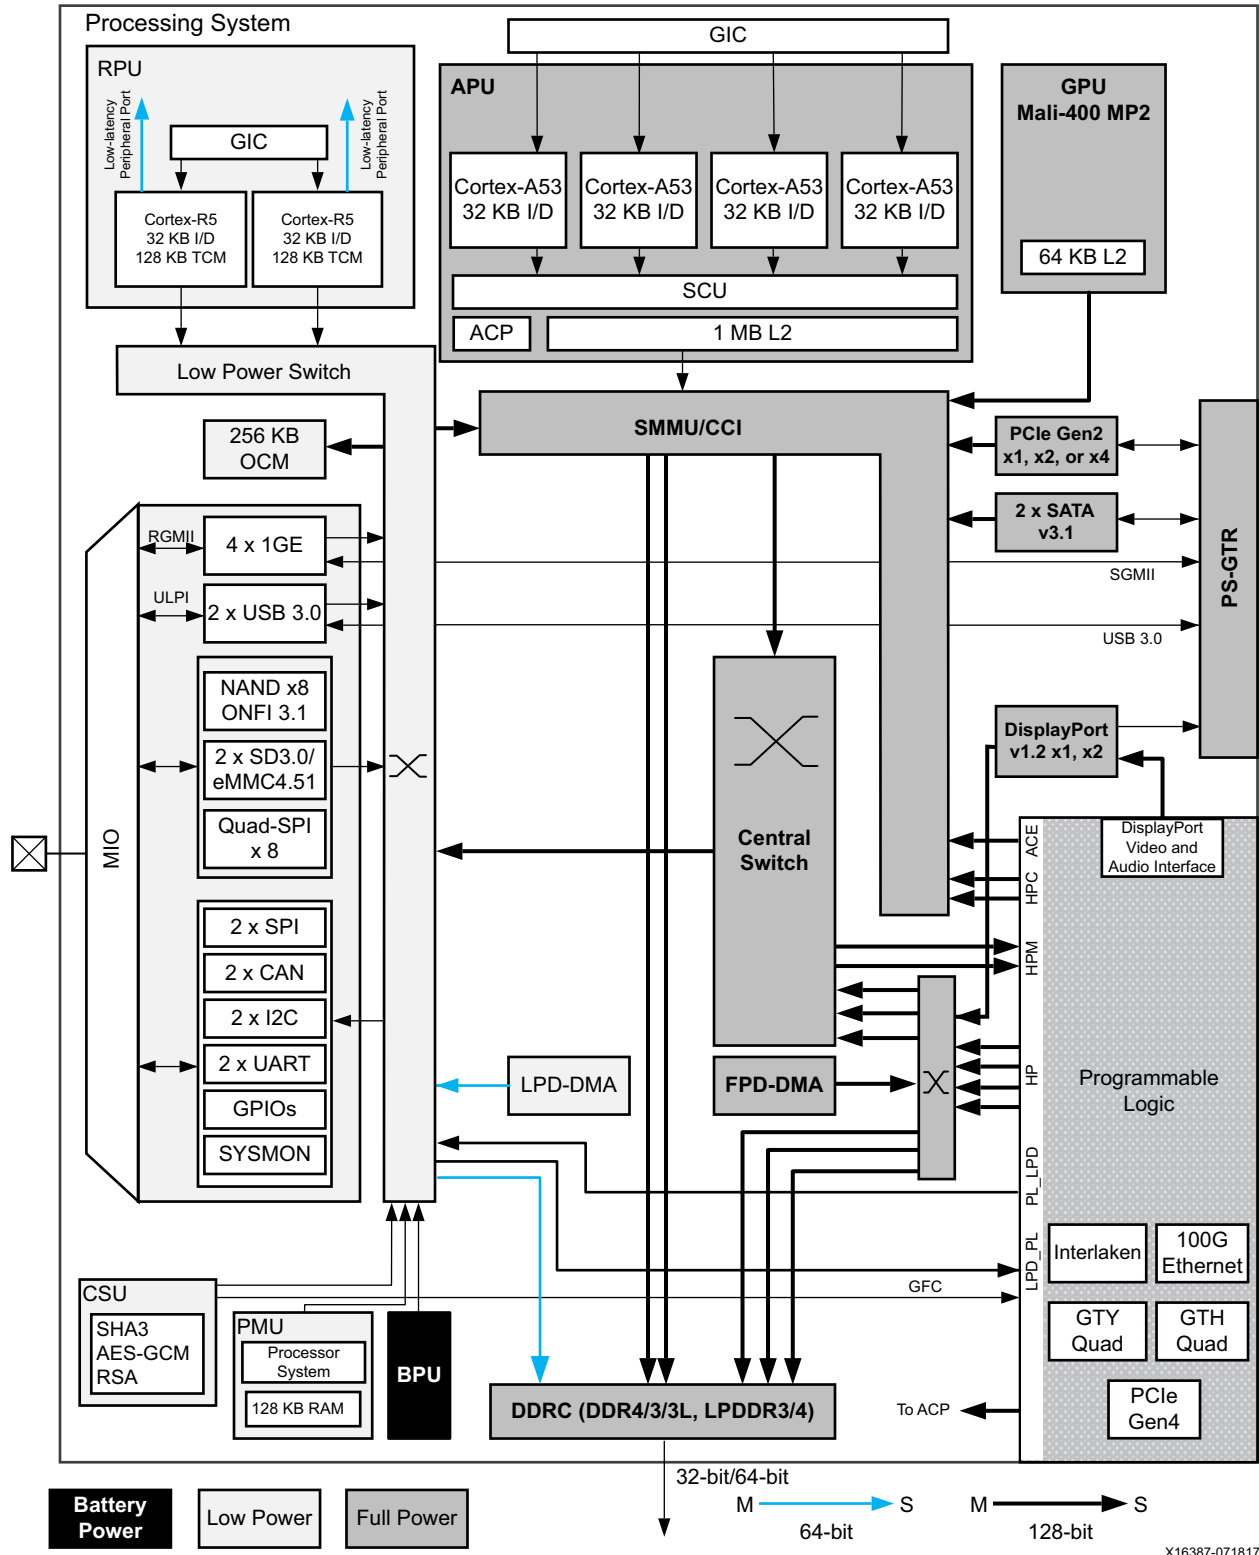 Processing System
RPU
Low-latency
Peripheral Port
Low-latency
Peripheral Port
GIC
Cortex-R5
32 KB I/D
128 KB TCM
Cortex-R5
32 KB I/D
128 KB TCM
GIC
APU
Cortex-A53
32 KB I/D
Cortex-A53
32 KB I/D
Cortex-A53
32 KB I/D
Cortex-A53
32 KB I/D
SCU
ACP
1 MB L2
GPU
Mali-400 MP2
64 KB L2
Low Power Switch
256 KB
OCM
SMMU/CCI
PCIe Gen2
x1, x2, or x4
2 x SATA
v3.1
PS-GTR
RGMII
4 x 1GE
SGMII
ULPI
2 x USB 3.0
USB 3.0
NAND x8
ONFI 3.1
2 x SD3.0/
eMMC4.51
Quad-SPI
x 8
MIO
DisplayPort
v1.2 x1, x2
Central
Switch
ACE
DisplayPort
Video and
Audio Interface
HPC
HPM
2 x SPI
2 x CAN
2 x I2C
2 x UART
GPIOs
SYSMON
LPD-DMA
FPD-DMA
HP
Programmable
Logic
PL_LPD
LPD_PL
Interlaken
100G
Ethernet
GFC
GTY
Quad
GTH
Quad
PCIe
Gen4
CSU
SHA3
AES-GCM
RSA
PMU
Processor
System
128 KB RAM
BPU
DDRC (DDR4/3/3L, LPDDR3/4)
To ACP
32-bit/64-bit
Battery
Power
Low Power
Full Power
M S
64-bit
M S
128-bit
X16387-071817